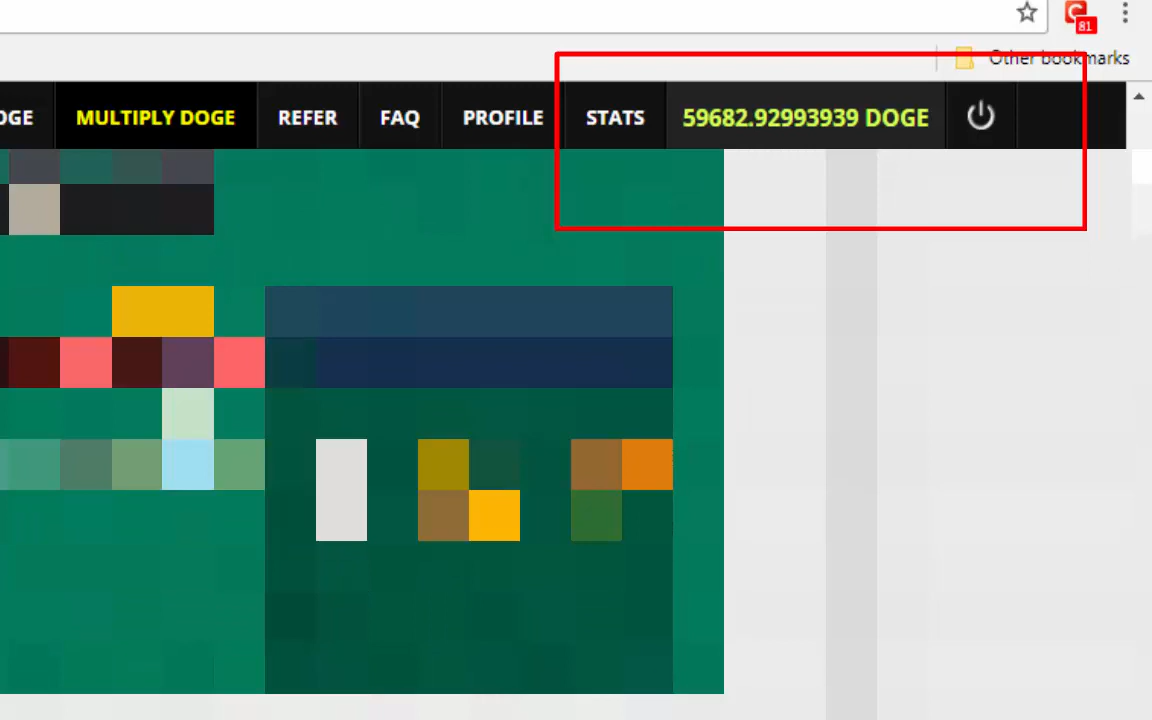 81
Other bookmarks
OGE MULTIPLY DOGE REFER FAQ PROFILE STATS 59682.92993939 DOGE